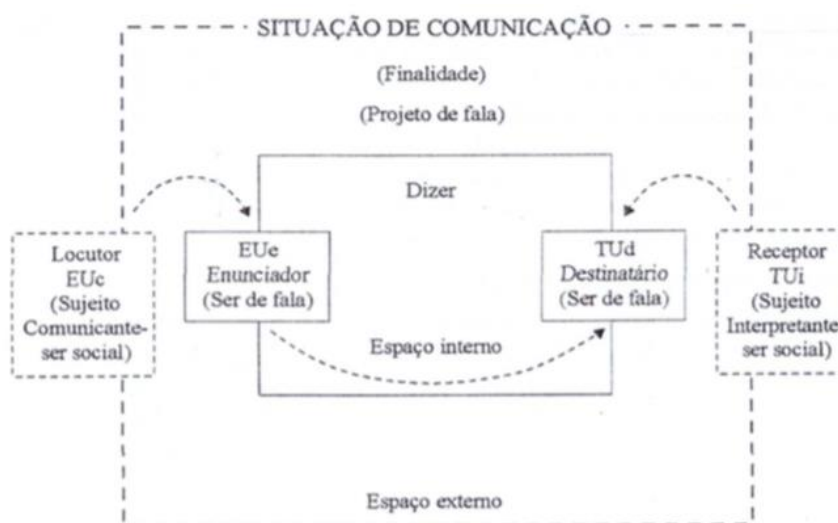 SITUAÇÃO DE COMUNICAÇÃO
(Finalidade)
(Projeto de fala)
Dizer
Locutor
EUc
(Sujeito
Comunicante-
ser social)
EUe
Enunciador
(Ser de fala)
TUd
Destinatário
(Ser de fala)
Receptor
TUi
(Sujeito
Interpretante
ser social)
Espaço interno
Espaço externo